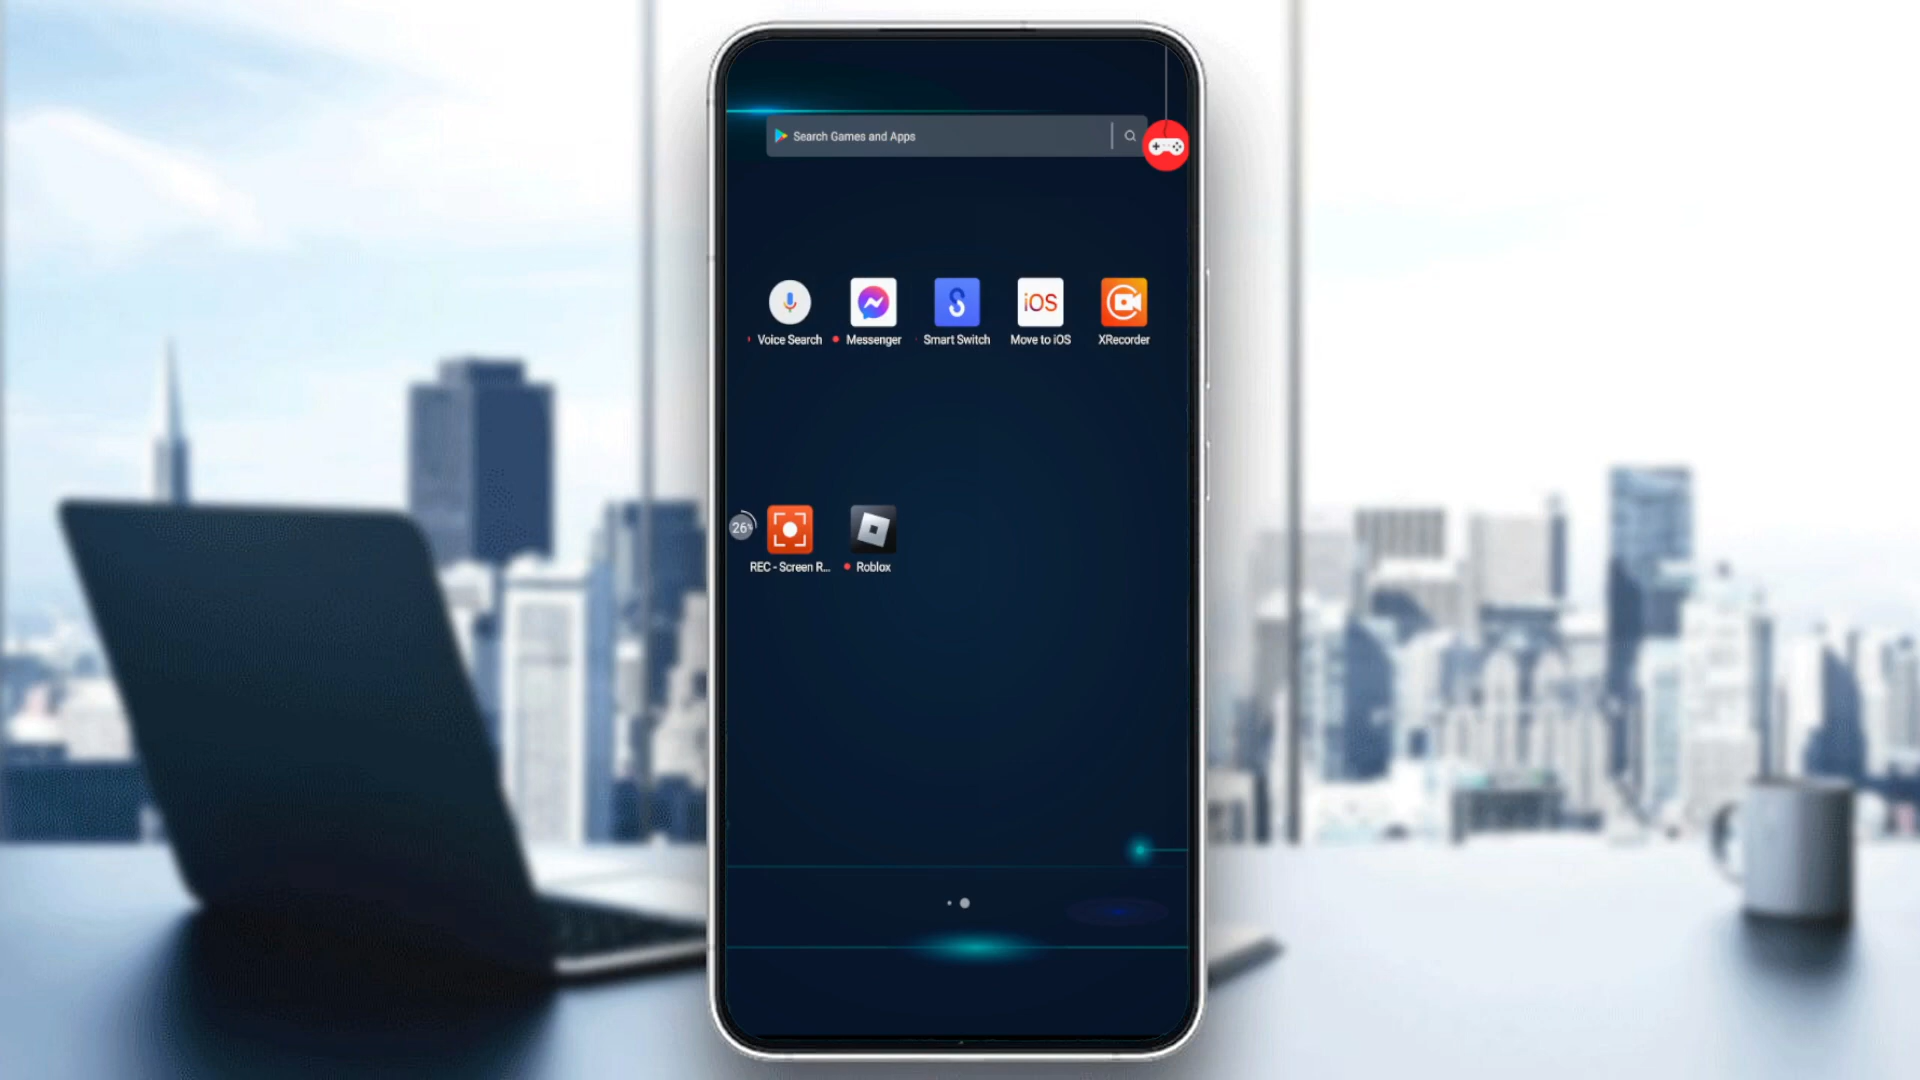 Search Games and Apps
iOS
Voice Search
Messenger
Smart Switch
Move to iOS
XRecorder
26%
REC - Screen R...
Roblox